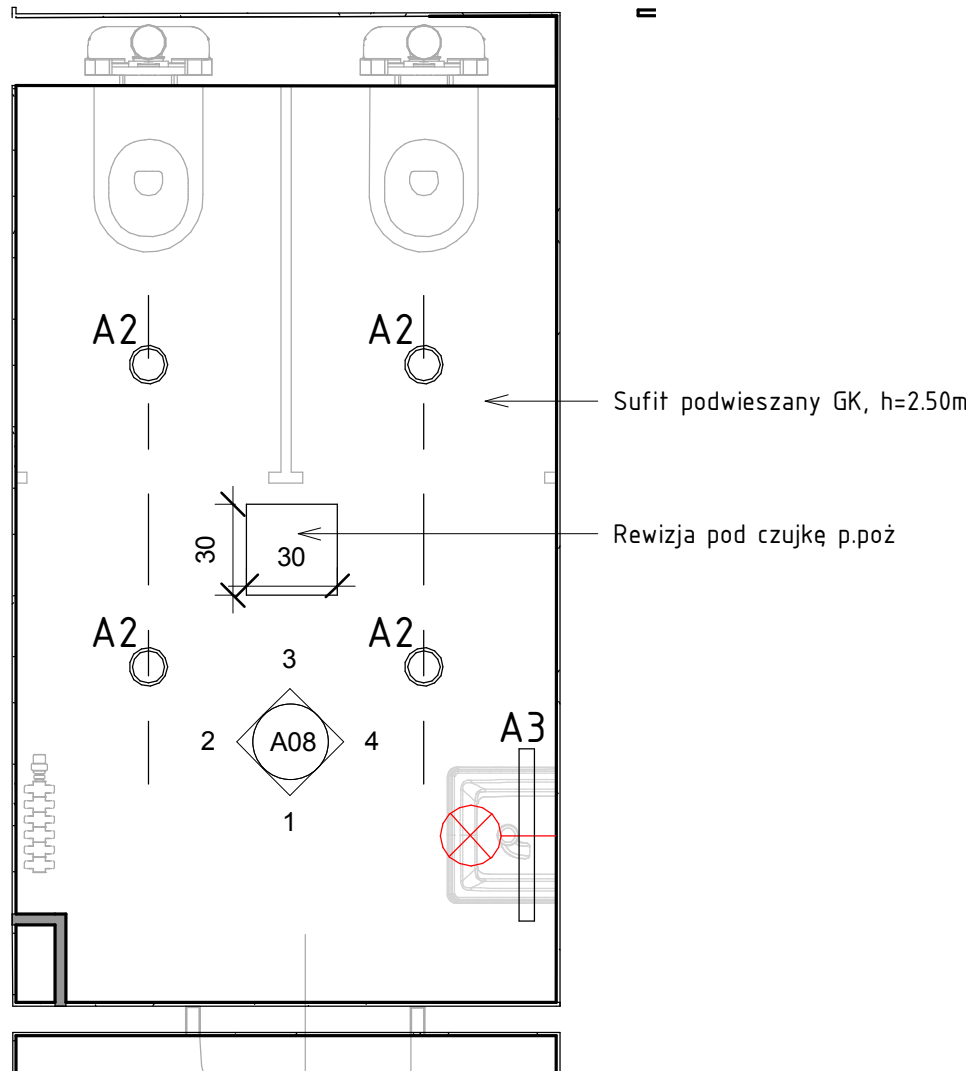 A2
A2
Sufit podwieszany GK, h=2.50m
Rewizja pod czujkę p.poż
30
30
A2
A2
3
2
A08
4
A3
1